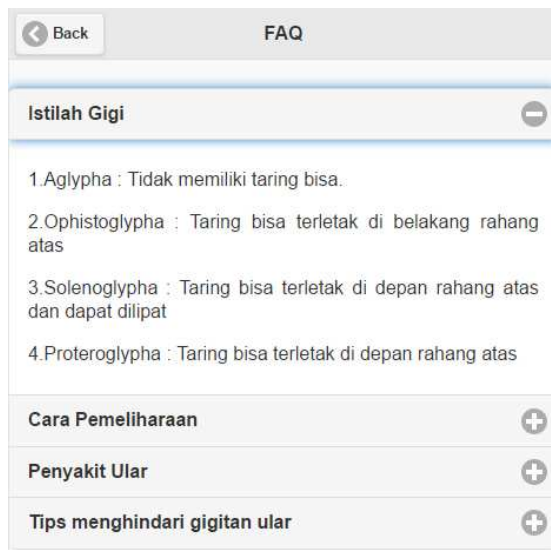 Back
FAQ
Istilah Gigi
1.Aglypha : Tidak memiliki taring bisa.
2.Ophistoglypha : Taring bisa terletak di belakang rahang
atas
3.Solenoglypha : Taring bisa terletak di depan rahang atas
dan dapat dilipat
4.Proteroglypha : Taring bisa terletak di depan rahang atas
Cara Pemeliharaan
Penyakit Ular
Tips menghindari gigitan ular